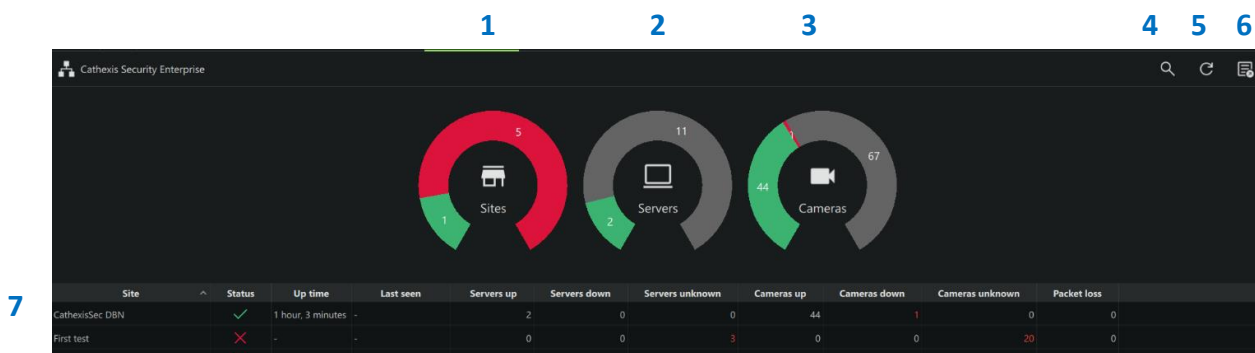 1 2 3 4 5 6
Cathexis Security Enterprise
5 11 1 67
44
Sites Servers Cameras
1 2
7
Site Status Up time Last seen Servers up Servers down Servers unknown Cameras up Cameras down Cameras unknown Packet loss
CathexisSec DBN 1 hour, 3 minutes - 2 0 0 44 1 0 0
First test - - 0 0 3 0 0 20 0